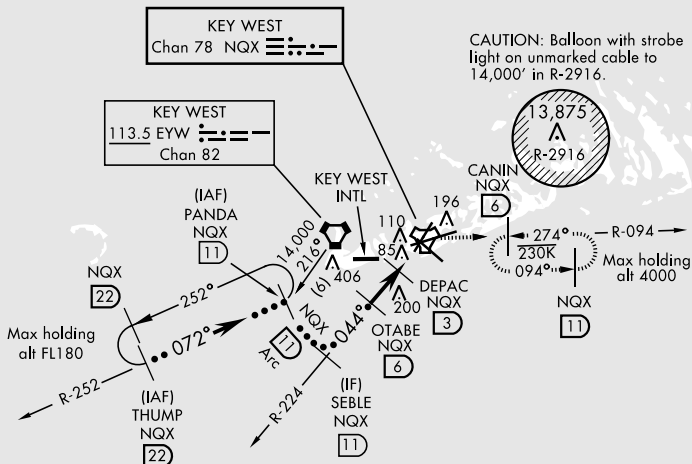 KEY WEST
Chan 78 NQX
CAUTION: Balloon with strobe
light on unmarked cable to
14,000' in R-2916.
KEY WEST
113.5 EYW
Chan 82
13,875
R-2916
KEY WEST
INTL
CANIN
NQX
6
(IAF)
PANDA
NQX
11
14,000
216°
(6)
406
110
196
85
200
274°
230K
094°
R-094
Max holding
alt 4000
NQX
11
DEPAC
NQX
3
OTABE
NQX
6
NQX
22
252°
072°
Max holding
alt FL180
R-252
(IAF)
THUMP
NQX
22
NQX
11
Arc
044°
R-224
(IF)
SEBLE
NQX
11